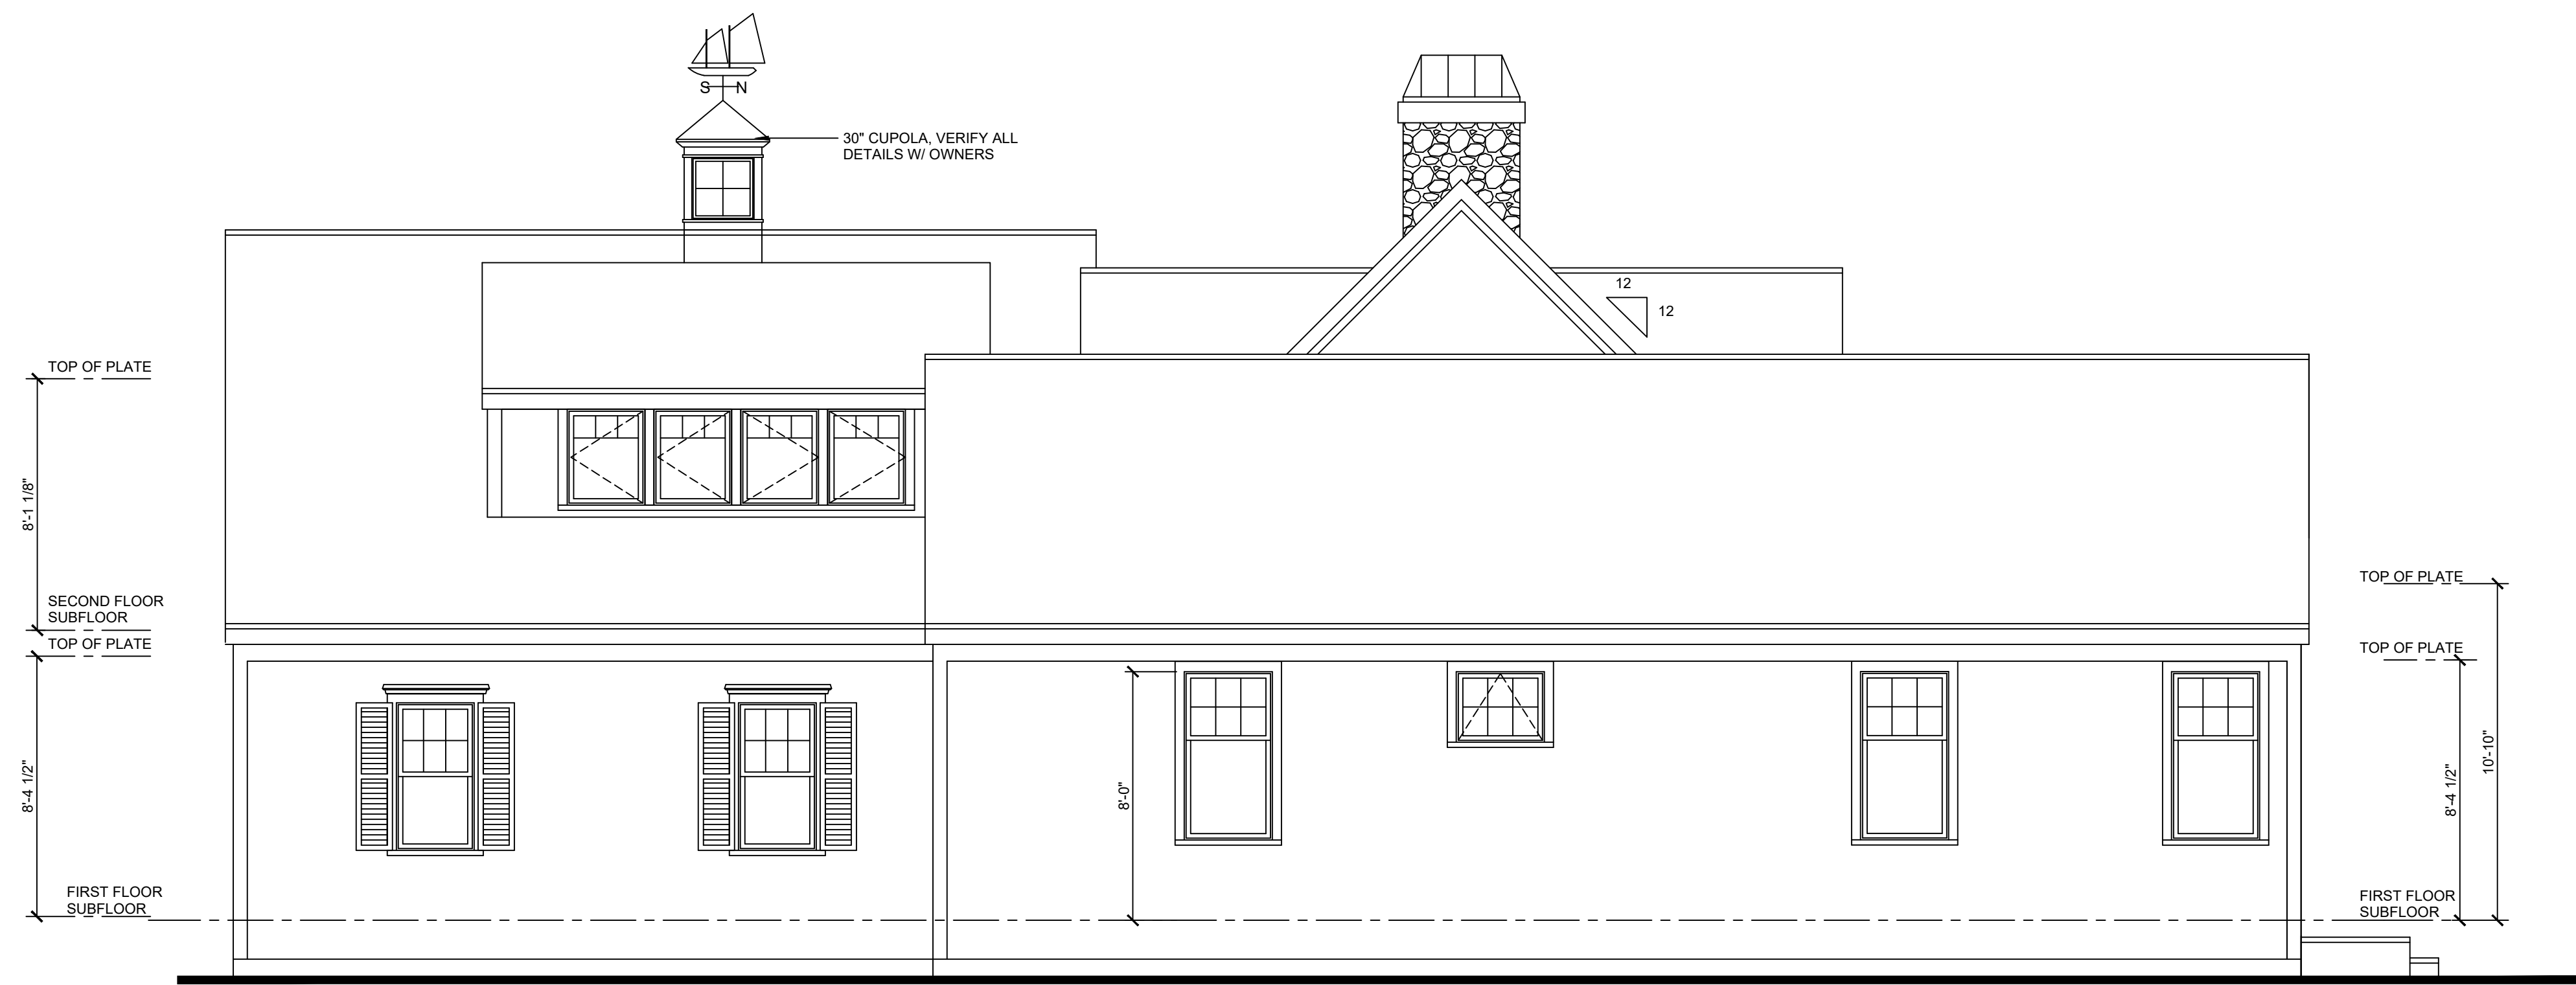 S N
30" CUPOLA, VERIFY ALL
DETAILS W/ OWNERS
12
12
TOP OF PLATE
8'-1 1/8"
SECOND FLOOR
SUBFLOOR
TOP OF PLATE
8'-4 1/2"
FIRST FLOOR
SUBFLOOR
8'-0"
TOP OF PLATE
TOP OF PLATE
10'-10"
8'-4 1/2"
FIRST FLOOR
SUBFLOOR